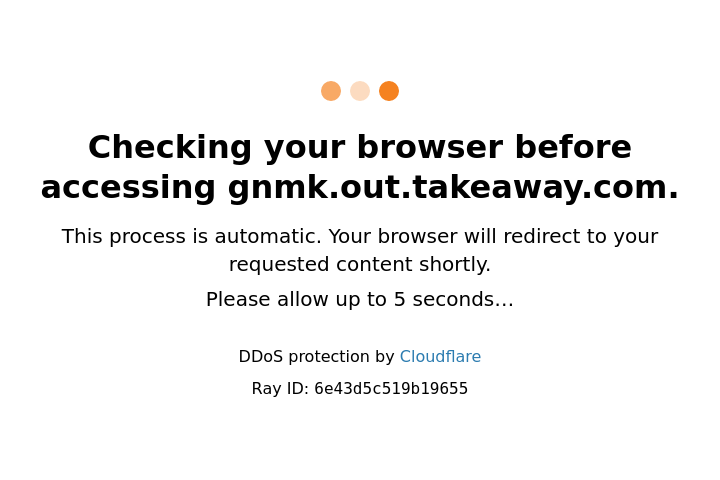 Checking your browser before
accessing gnmk.out.takeaway.com.
This process is automatic. Your browser will redirect to your
requested content shortly.
Please allow up to 5 seconds…
DDoS protection by Cloudflare
Ray ID: 6e43d5c519b19655